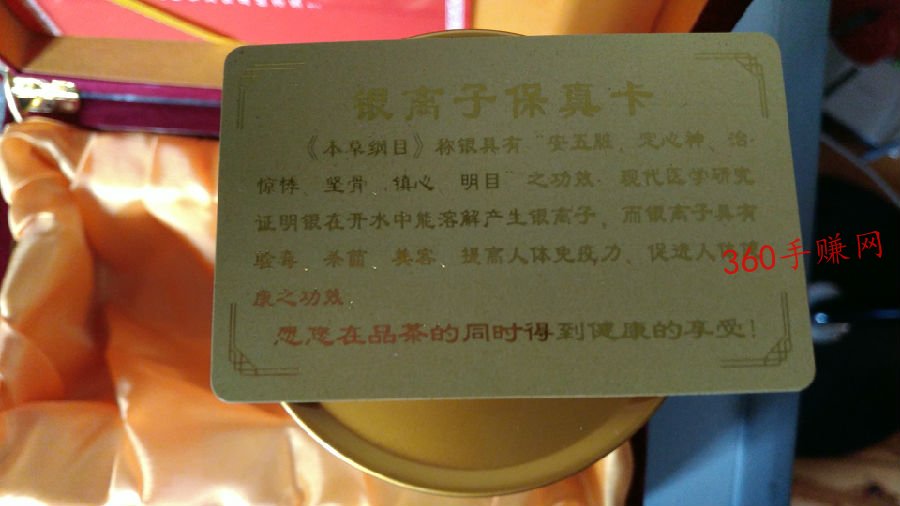 银离子保真卡
《本草纲目》称银具有“安五脏、定心神、治
惊悸、坚骨、镇心、明目”之功效。现代医学研究
证明银在开水中能溶解产生银离子，而银离子具有
验毒、杀菌、美容、提高人体免疫力、促进人体健
康之功效。
您在品茶的同时得到健康的享受！
360手赚网